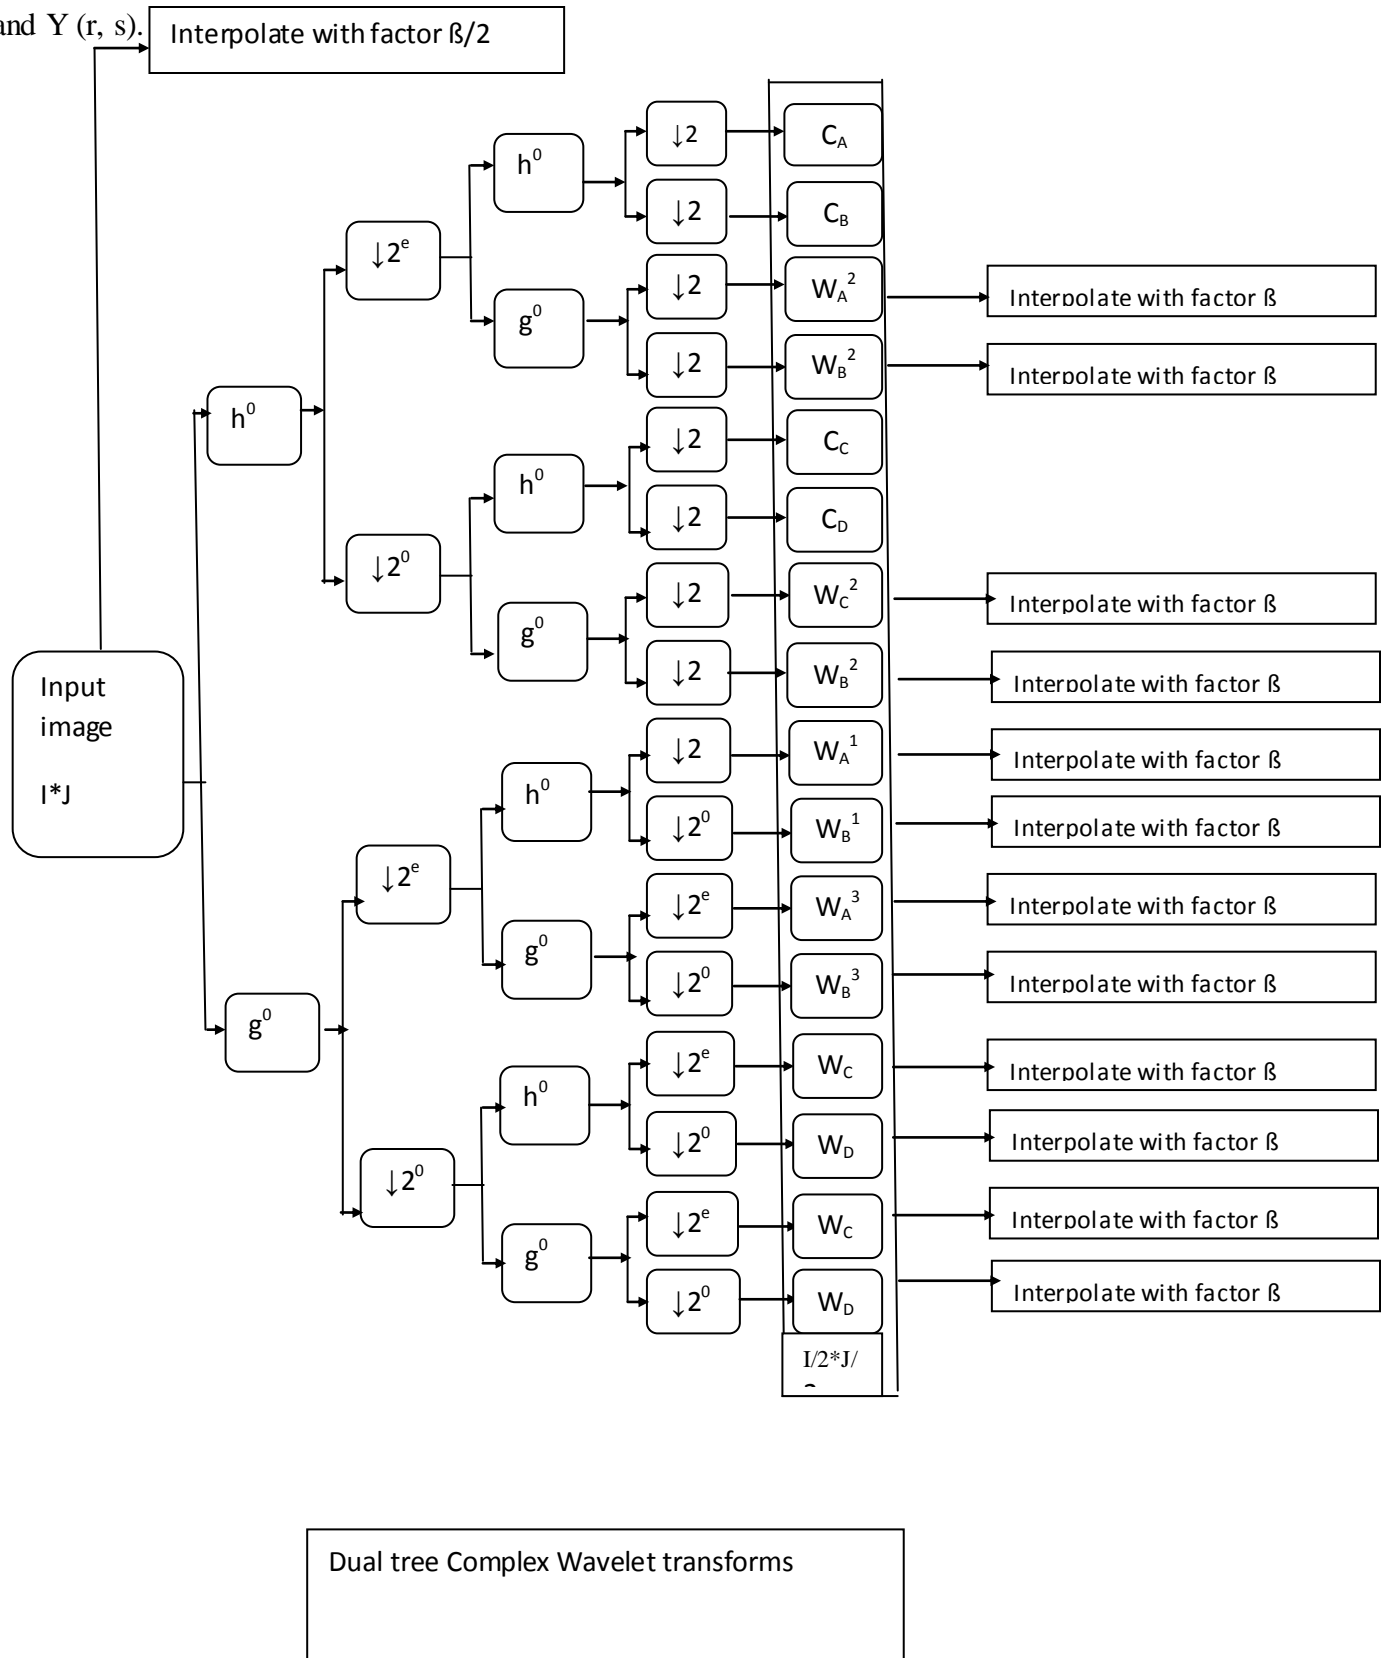 and Y (r, s).
Interpolate with factor ß/2
↓2
C_A
h^0
↓2
C_B
↓2^e
↓2
W_A^2
Interpolate with factor ß
g^0
↓2
W_B^2
Interpolate with factor ß
h^0
↓2
C_C
h^0
↓2
C_D
↓2^0
↓2
W_C^2
Interpolate with factor ß
g^0
↓2
W_B^2
Interpolate with factor ß
Input
image
I*J
↓2
W_A^1
Interpolate with factor ß
h^0
↓2^0
W_B^1
Interpolate with factor ß
↓2^e
↓2^e
W_A^3
Interpolate with factor ß
g^0
↓2^0
W_B^3
Interpolate with factor ß
g^0
↓2^e
W_C
Interpolate with factor ß
h^0
↓2^0
W_D
Interpolate with factor ß
↓2^0
↓2^e
W_C
Interpolate with factor ß
g^0
↓2^0
W_D
Interpolate with factor ß
I/2*J/
Dual tree Complex Wavelet transforms